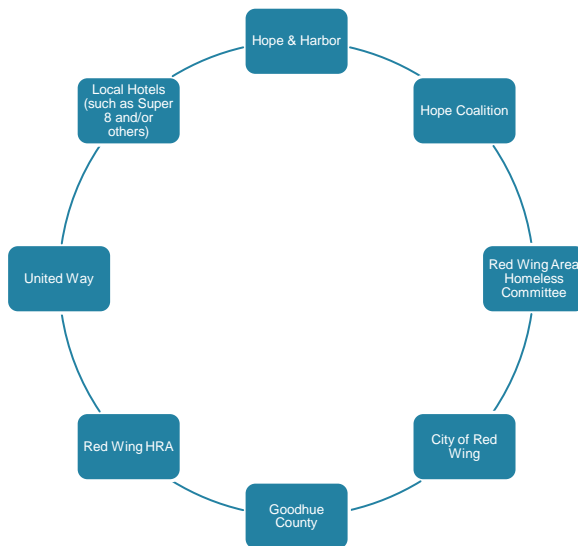 Hope & Harbor
Hope Coalition
Red Wing Area
Homeless
Committee
City of Red
Wing
Goodhue
County
Red Wing HRA
United Way
Local Hotels
(such as Super
8 and/or
others)